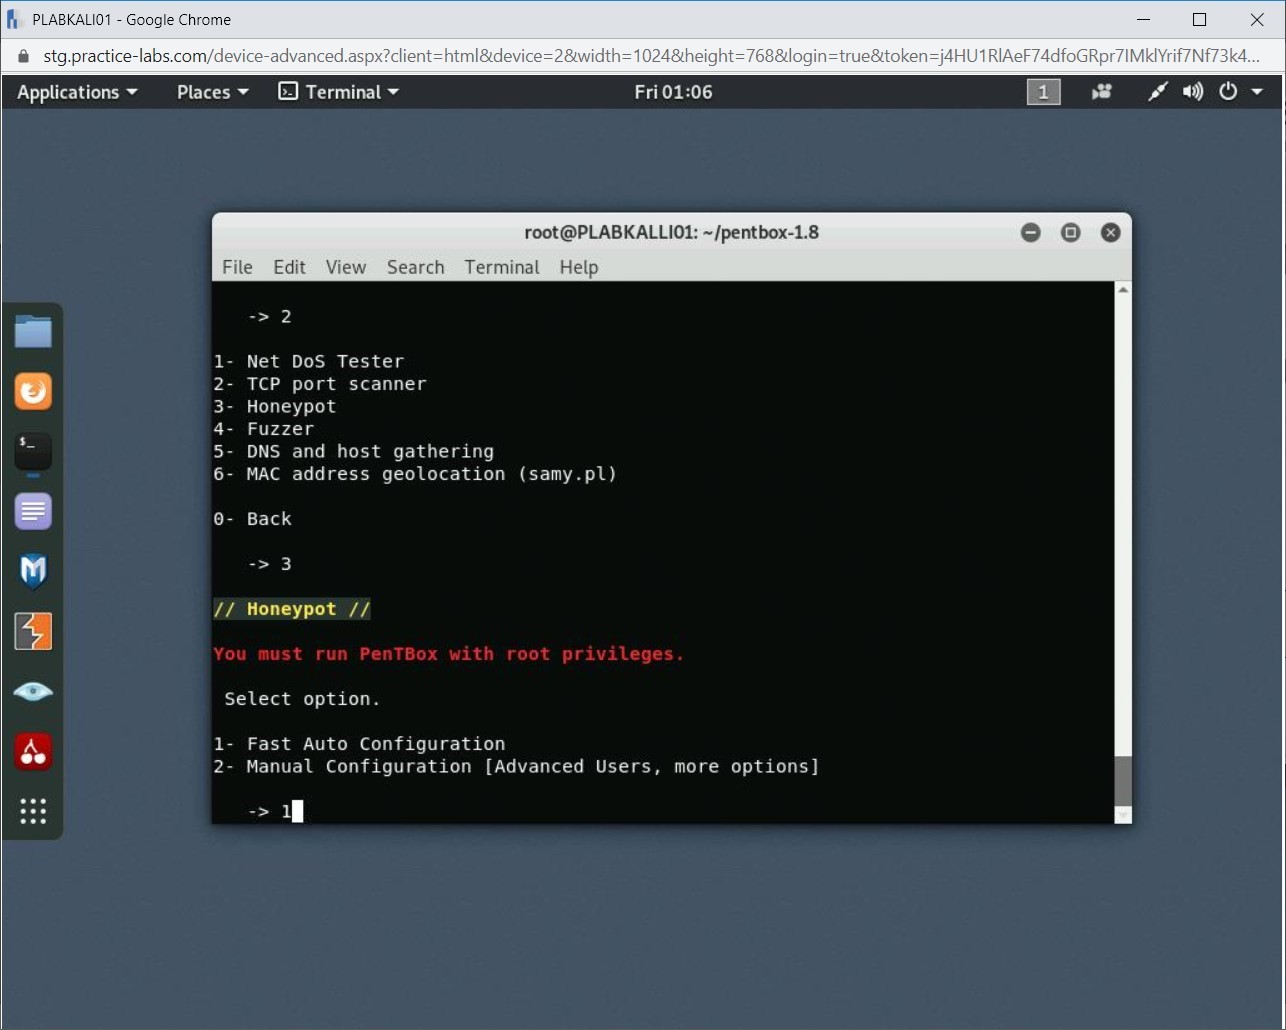 PLABKALI01 - Google Chrome
stg.practice-labs.com/device-advanced.aspx?client=html&device=2&width=1024&height=768&login=true&token=j4HU1RlAeF74dfoGRpr7IMklYrif7Nf73k4...
Applications Places Terminal Fri 01:06 1
root@PLABKALLI01: ~/pentbox-1.8
File Edit View Search Terminal Help
-> 2
1- Net DoS Tester
2- TCP port scanner
3- Honeypot
4- Fuzzer
5- DNS and host gathering
6- MAC address geolocation (samy.pl)
0- Back
-> 3
// Honeypot //
You must run PenTBox with root privileges.
Select option.
1- Fast Auto Configuration
2- Manual Configuration [Advanced Users, more options]
-> 1